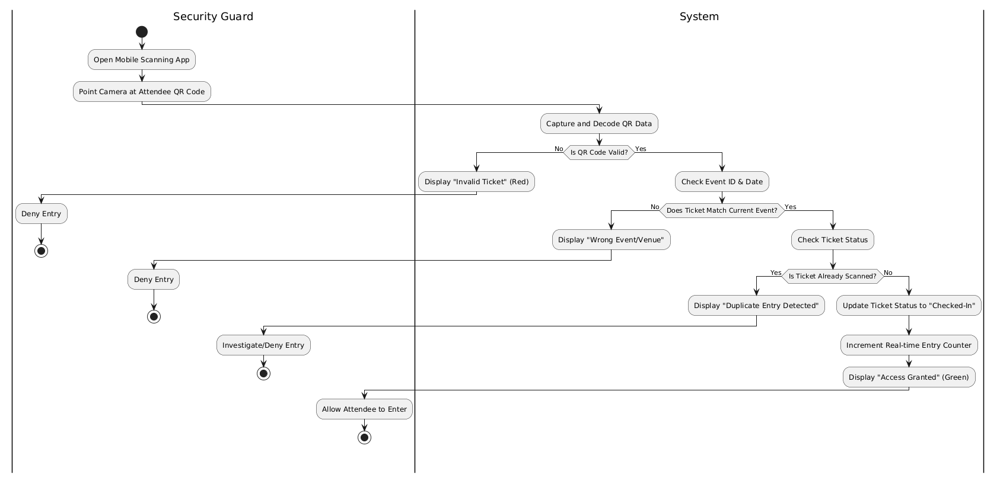 Security Guard
System
Open Mobile Scanning App
Point Camera at Attendee QR Code
Capture and Decode QR Data
No
Is QR Code Valid?
Yes
Display "Invalid Ticket" (Red)
Check Event ID & Date
Deny Entry
No
Does Ticket Match Current Event?
Yes
Display "Wrong Event/Venue"
Check Ticket Status
Deny Entry
Yes
Is Ticket Already Scanned?
No
Display "Duplicate Entry Detected"
Update Ticket Status to "Checked-In"
Investigate/Deny Entry
Increment Real-time Entry Counter
Display "Access Granted" (Green)
Allow Attendee to Enter